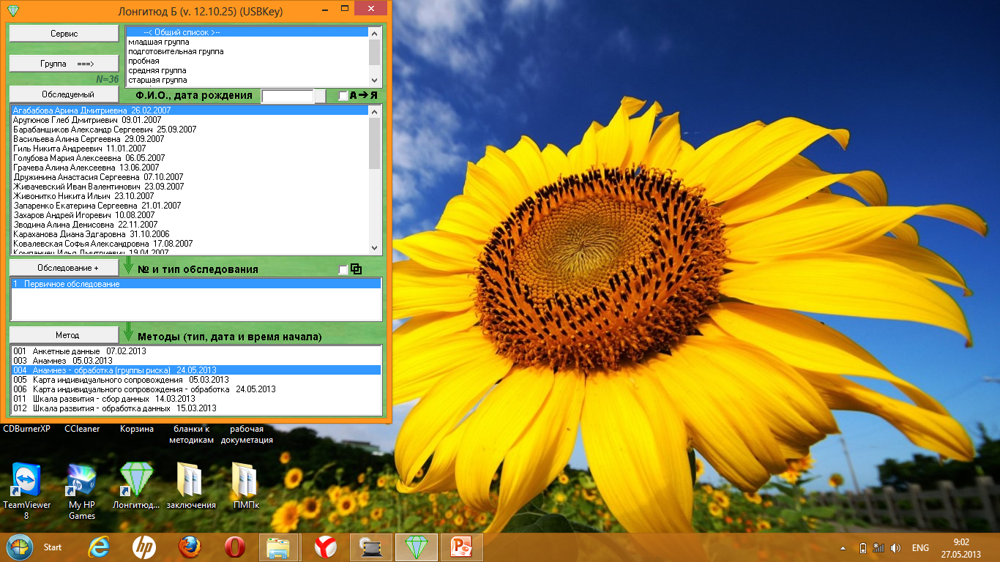 Лонгитюд Б (v. 12.10.25) (USBKey)
Сервис
--< Общий список >--
младшая группа
подготовительная группа
пробная
средняя группа
старшая группа
Группа ===>
N=36
Обследуемый
Ф.И.О., дата рождения
А➔Я
Агабабова Арина Дмитриевна 26.02.2007
Арутюнов Глеб Дмитриевич 09.01.2007
Барабанщиков Александр Сергеевич 25.09.2007
Васильева Алина Сергеевна 29.09.2007
Гиль Никита Андреевич 11.01.2007
Голубова Мария Алексеевна 06.05.2007
Грачева Алина Алексеевна 13.06.2007
Дружинина Анастасия Сергеевна 07.10.2007
Живачевский Иван Валентинович 23.09.2007
Живонитко Никита Ильич 23.10.2007
Запаренко Екатерина Сергеевна 21.01.2007
Захаров Андрей Игоревич 10.08.2007
Зводина Алина Денисовна 22.11.2007
Караханова Диана Эдгаровна 31.10.2006
Ковалевская Софья Александровна 17.08.2007
Компаниец Илья Дмитриевич 19.04.2007
Обследование +
№ и тип обследования
1 Первичное обследование
Метод
Методы (тип, дата и время начала)
001 Анкетные данные 07.02.2013
003 Анамнез 05.03.2013
004 Анамнез - обработка (группы риска) 24.05.2013
005 Карта индивидуального сопровождения 05.03.2013
006 Карта индивидуального сопровождения - обработка 24.05.2013
011 Шкала развития - сбор данных 14.03.2013
012 Шкала развития - обработка данных 15.03.2013
CDBurnerXP
CCleaner
Корзина
бланки к
методикам
рабочая
документация
TeamViewer
8
My HP
Games
Лонгитюд...
заключения
ПМПк
Start
ENG
9:02
27.05.2013